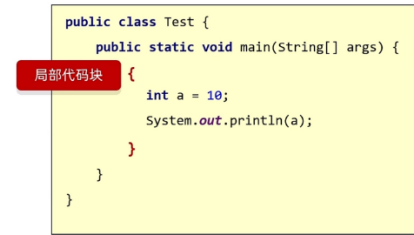 public class Test {
public static void main(String[] args) {
局部代码块 {
int a = 10;
System.out.println(a);
}
}
}